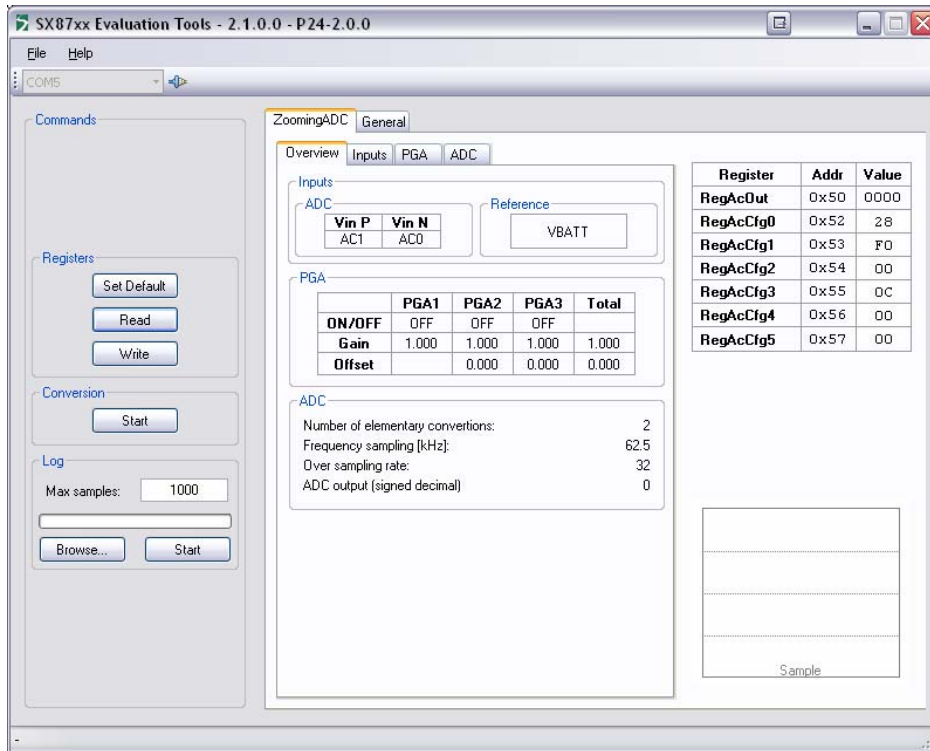 SX87xx Evaluation Tools - 2.1.0.0 - P24-2.0.0
File Help
COM5
Commands
Registers
Set Default
Read
Write
Conversion
Start
Log
Max samples: 1000
Browse... Start
ZoomingADC General
Overview Inputs PGA ADC
Inputs
ADC
Vin P Vin N
AC1 AC0
Reference
VBATT
PGA
PGA1 PGA2 PGA3 Total
ON/OFF OFF OFF OFF
Gain 1.000 1.000 1.000 1.000
Offset 0.000 0.000 0.000
ADC
Number of elementary convertions: 2
Frequency sampling [kHz]: 62.5
Over sampling rate: 32
ADC output (signed decimal) 0
Register Addr Value
RegAcOut 0x50 0000
RegAcCfg0 0x52 28
RegAcCfg1 0x53 F0
RegAcCfg2 0x54 00
RegAcCfg3 0x55 0C
RegAcCfg4 0x56 00
RegAcCfg5 0x57 00
Sample
-